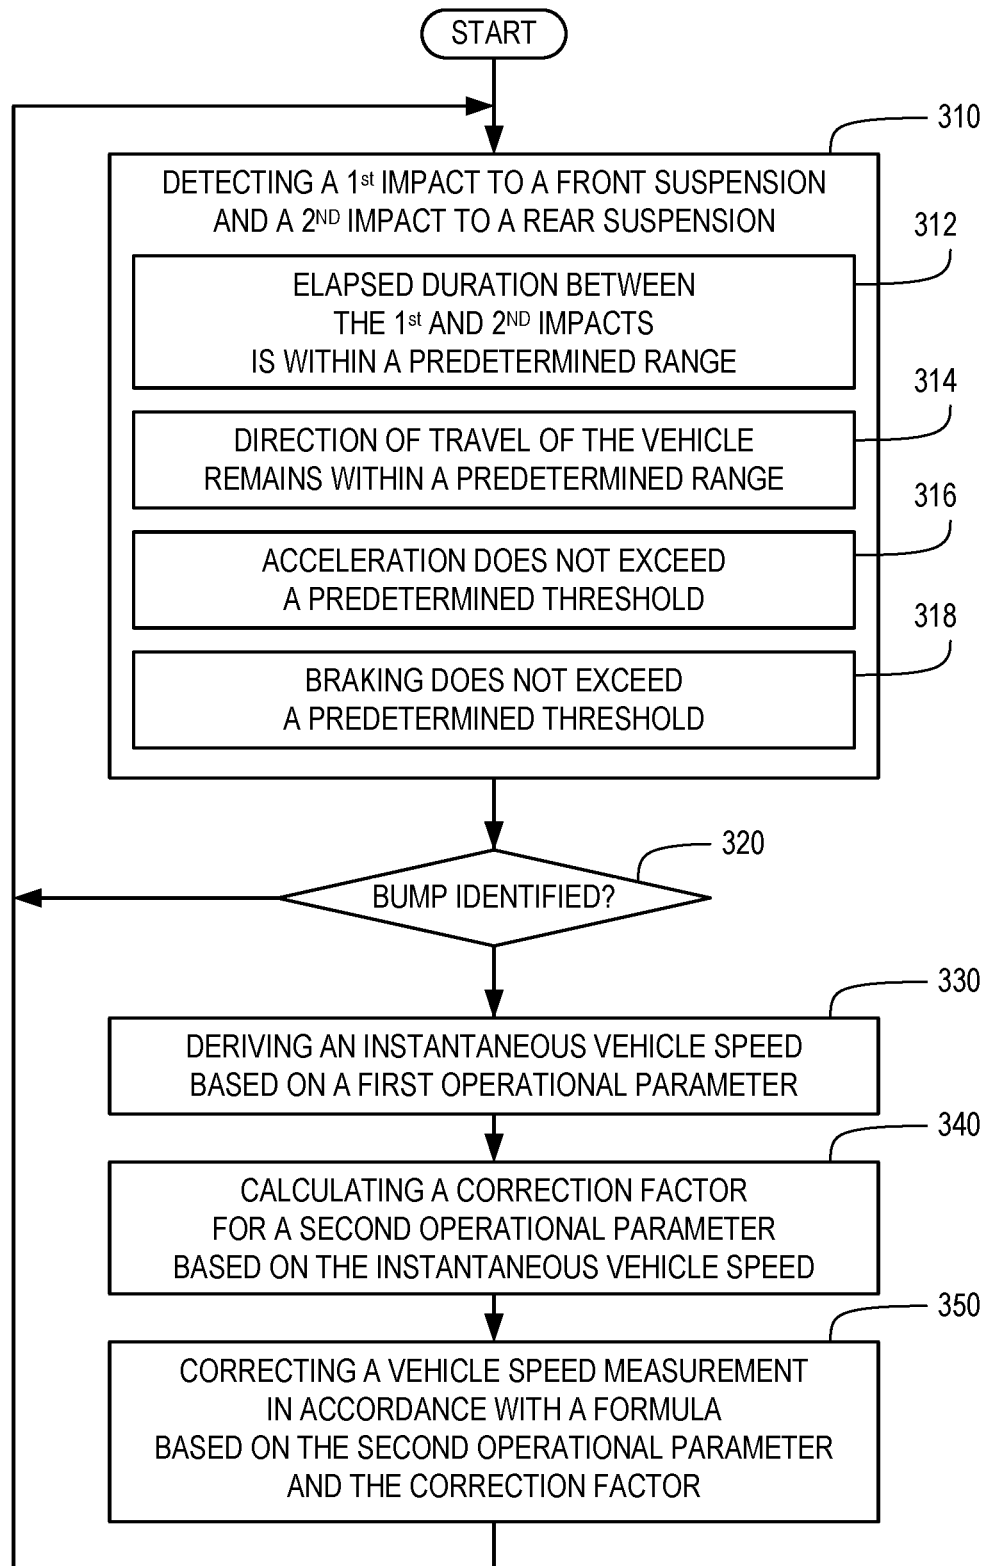 START
310
DETECTING A 1st IMPACT TO A FRONT SUSPENSION
AND A 2ND IMPACT TO A REAR SUSPENSION
312
ELAPSED DURATION BETWEEN
THE 1st AND 2ND IMPACTS
IS WITHIN A PREDETERMINED RANGE
314
DIRECTION OF TRAVEL OF THE VEHICLE
REMAINS WITHIN A PREDETERMINED RANGE
316
ACCELERATION DOES NOT EXCEED
A PREDETERMINED THRESHOLD
318
BRAKING DOES NOT EXCEED
A PREDETERMINED THRESHOLD
320
BUMP IDENTIFIED?
330
DERIVING AN INSTANTANEOUS VEHICLE SPEED
BASED ON A FIRST OPERATIONAL PARAMETER
340
CALCULATING A CORRECTION FACTOR
FOR A SECOND OPERATIONAL PARAMETER
BASED ON THE INSTANTANEOUS VEHICLE SPEED
350
CORRECTING A VEHICLE SPEED MEASUREMENT
IN ACCORDANCE WITH A FORMULA
BASED ON THE SECOND OPERATIONAL PARAMETER
AND THE CORRECTION FACTOR